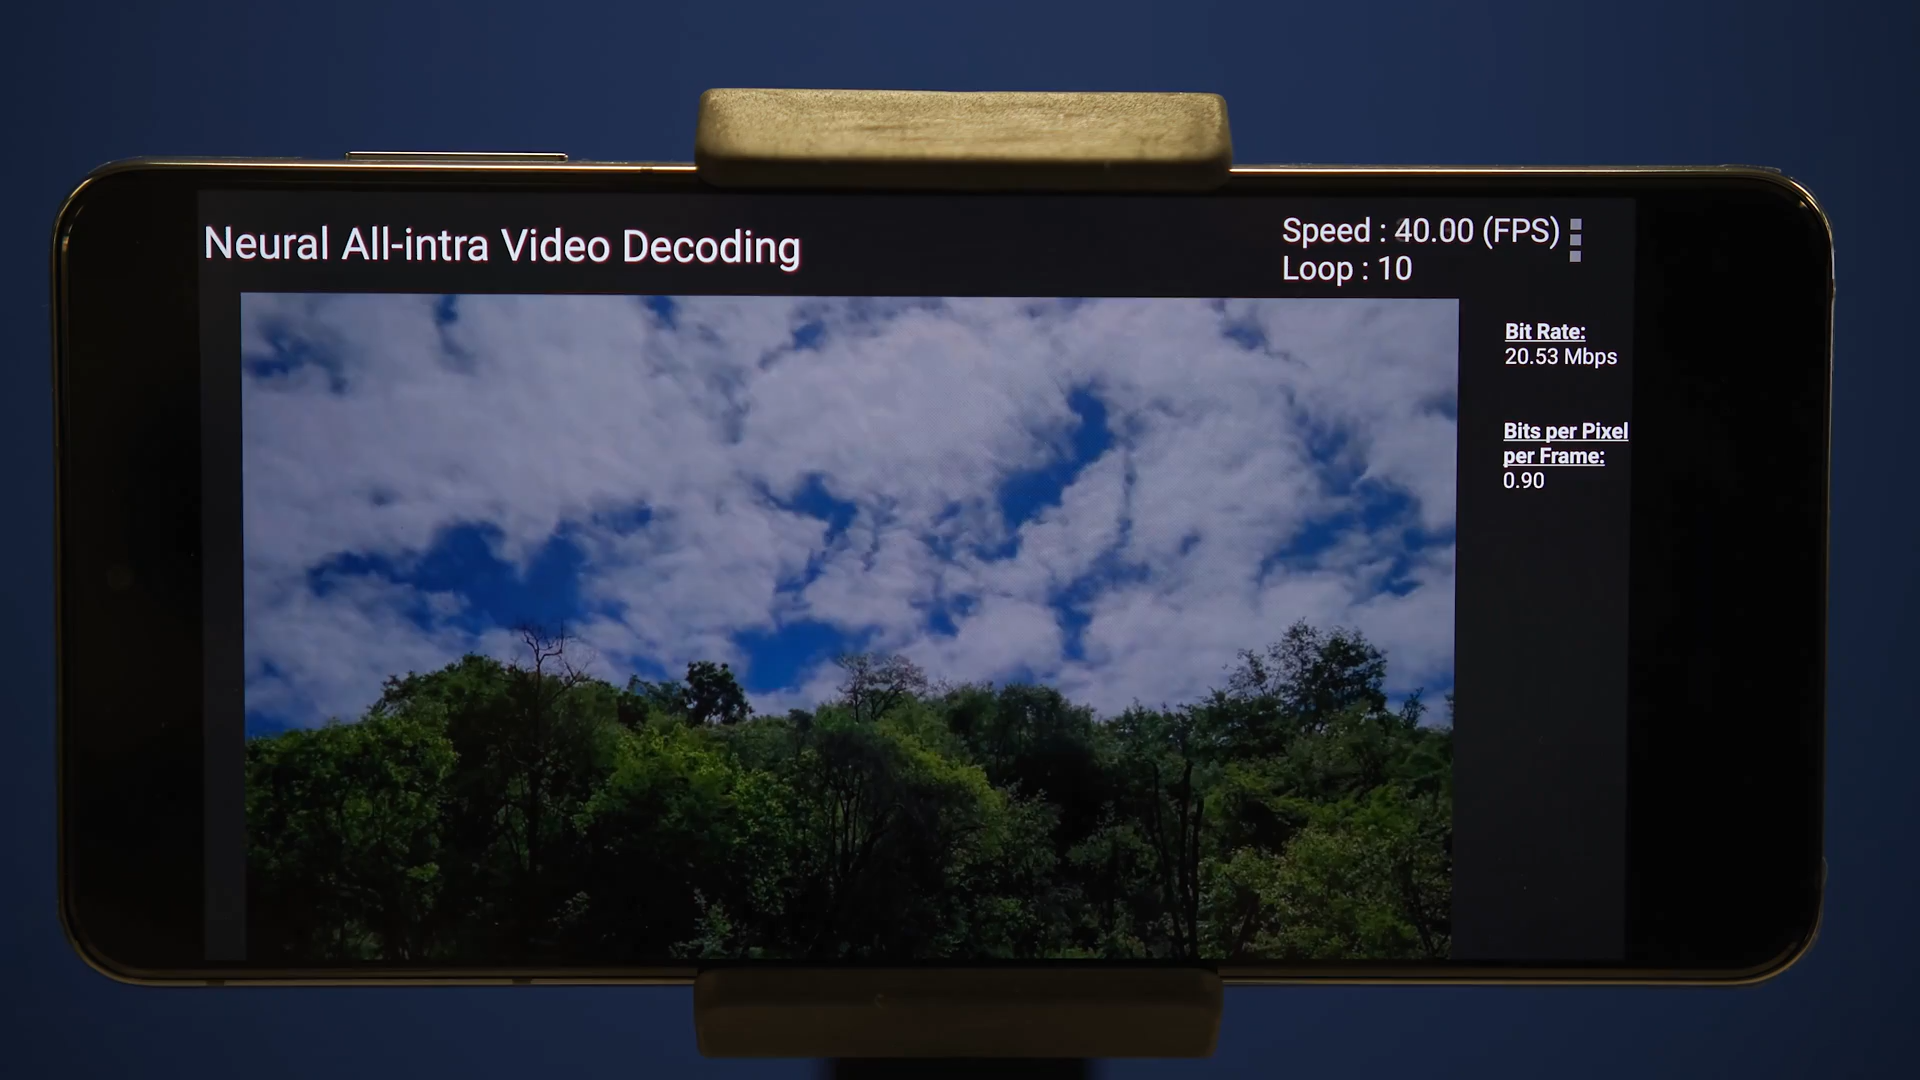 Neural All-intra Video Decoding
Speed : 40.00 (FPS)
Loop : 10
Bit Rate:
20.53 Mbps
Bits per Pixel
per Frame:
0.90